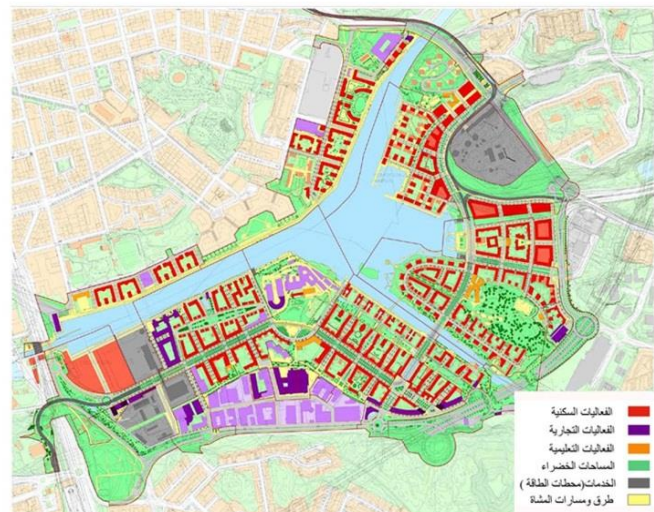 الفعاليات السكنية
الفعاليات التجارية
الفعاليات التعليمية
المساحات الخضراء
الخدمات(محطات الطاقة )
طرق ومسارات المشاة